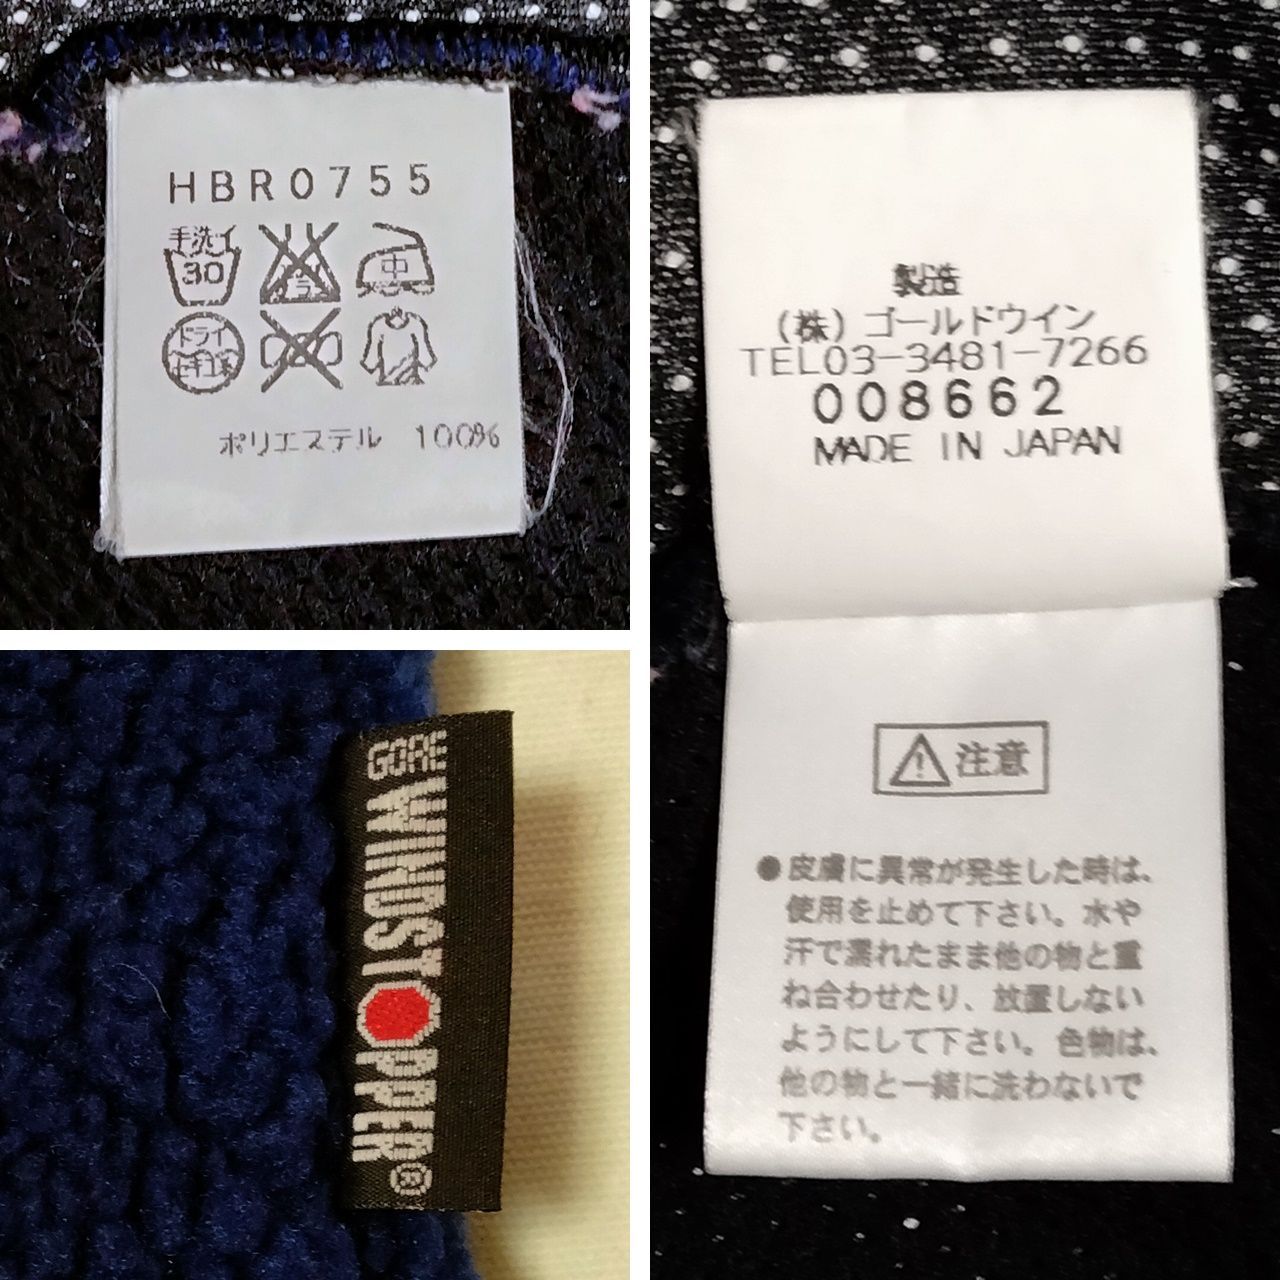 HBR0755
手洗イ
30
中
ドライ
セキユ系
ポリエステル 100%
製造
(株) ゴールドウイン
TEL03-3481-7266
008662
MADE IN JAPAN
注意
●皮膚に異常が発生した時は、
使用を止めて下さい。水や
汗で濡れたまま他の物と重
ね合わせたり、放置しない
ようにして下さい。色物は、
他の物と一緒に洗わないで
下さい。
GORE
WINDSTOPPER®